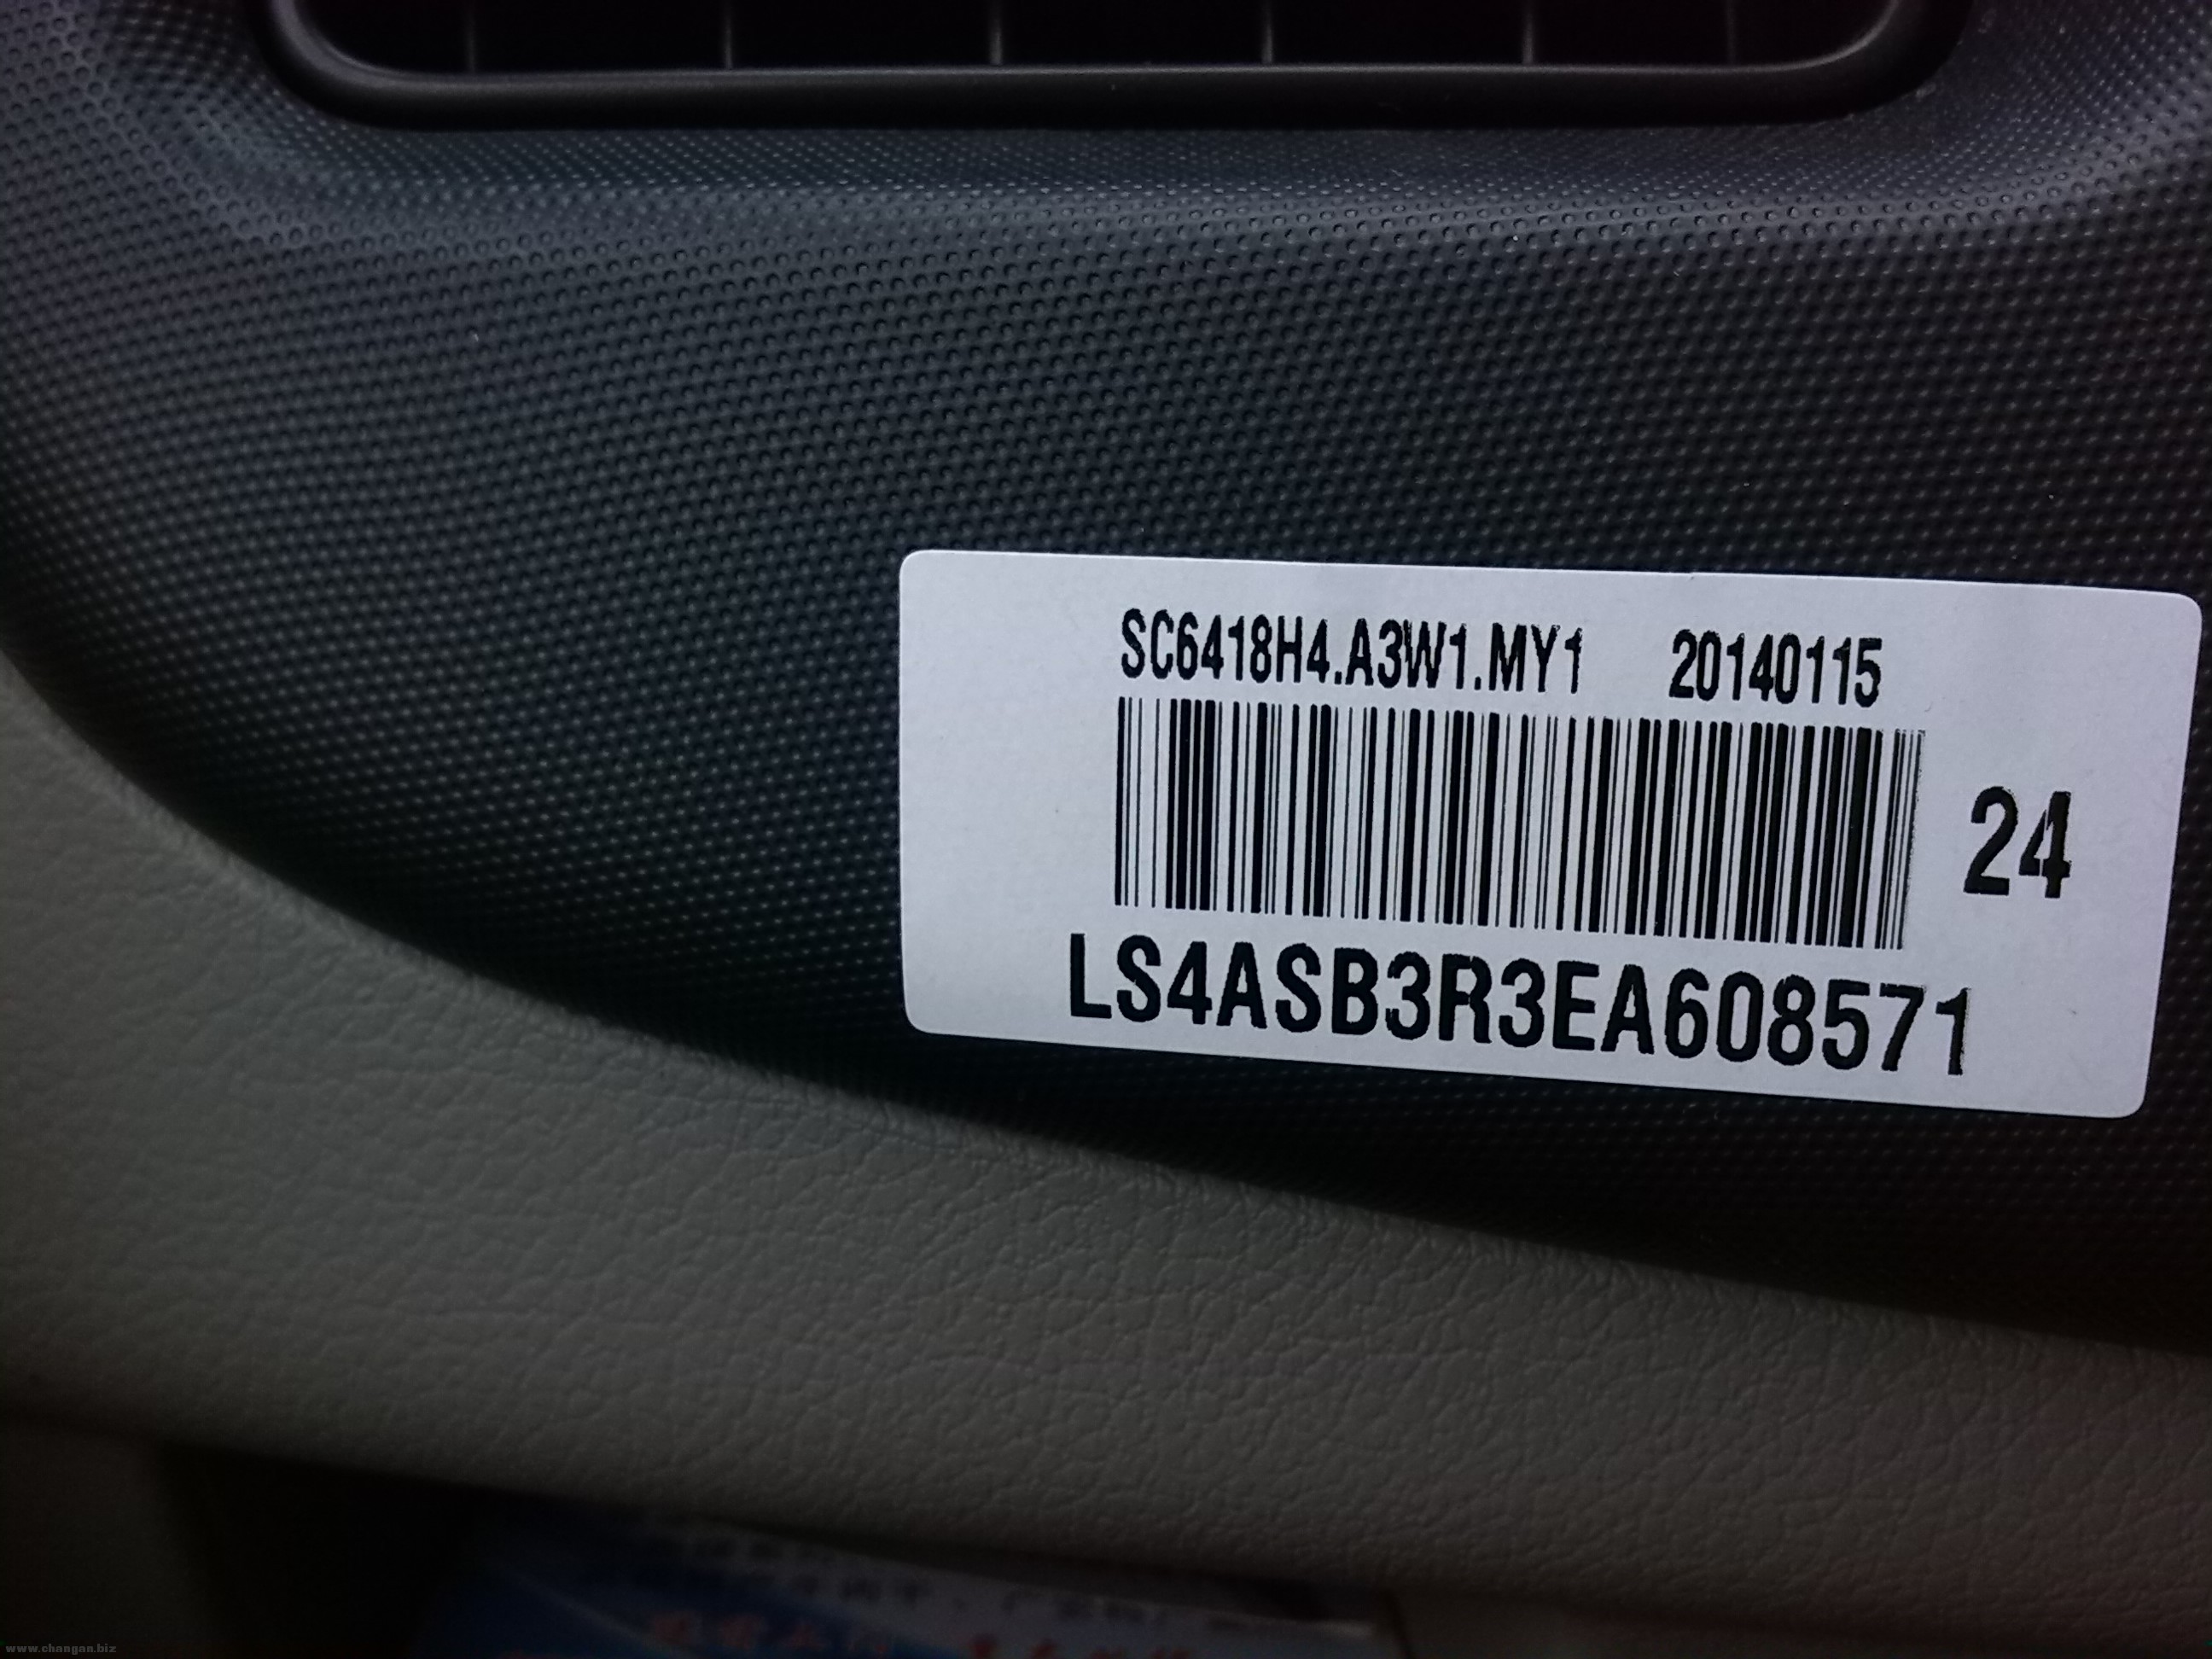 SC6418H4.A3W1.MY1 20140115
24
LS4ASB3R3EA608571
www.changan.biz